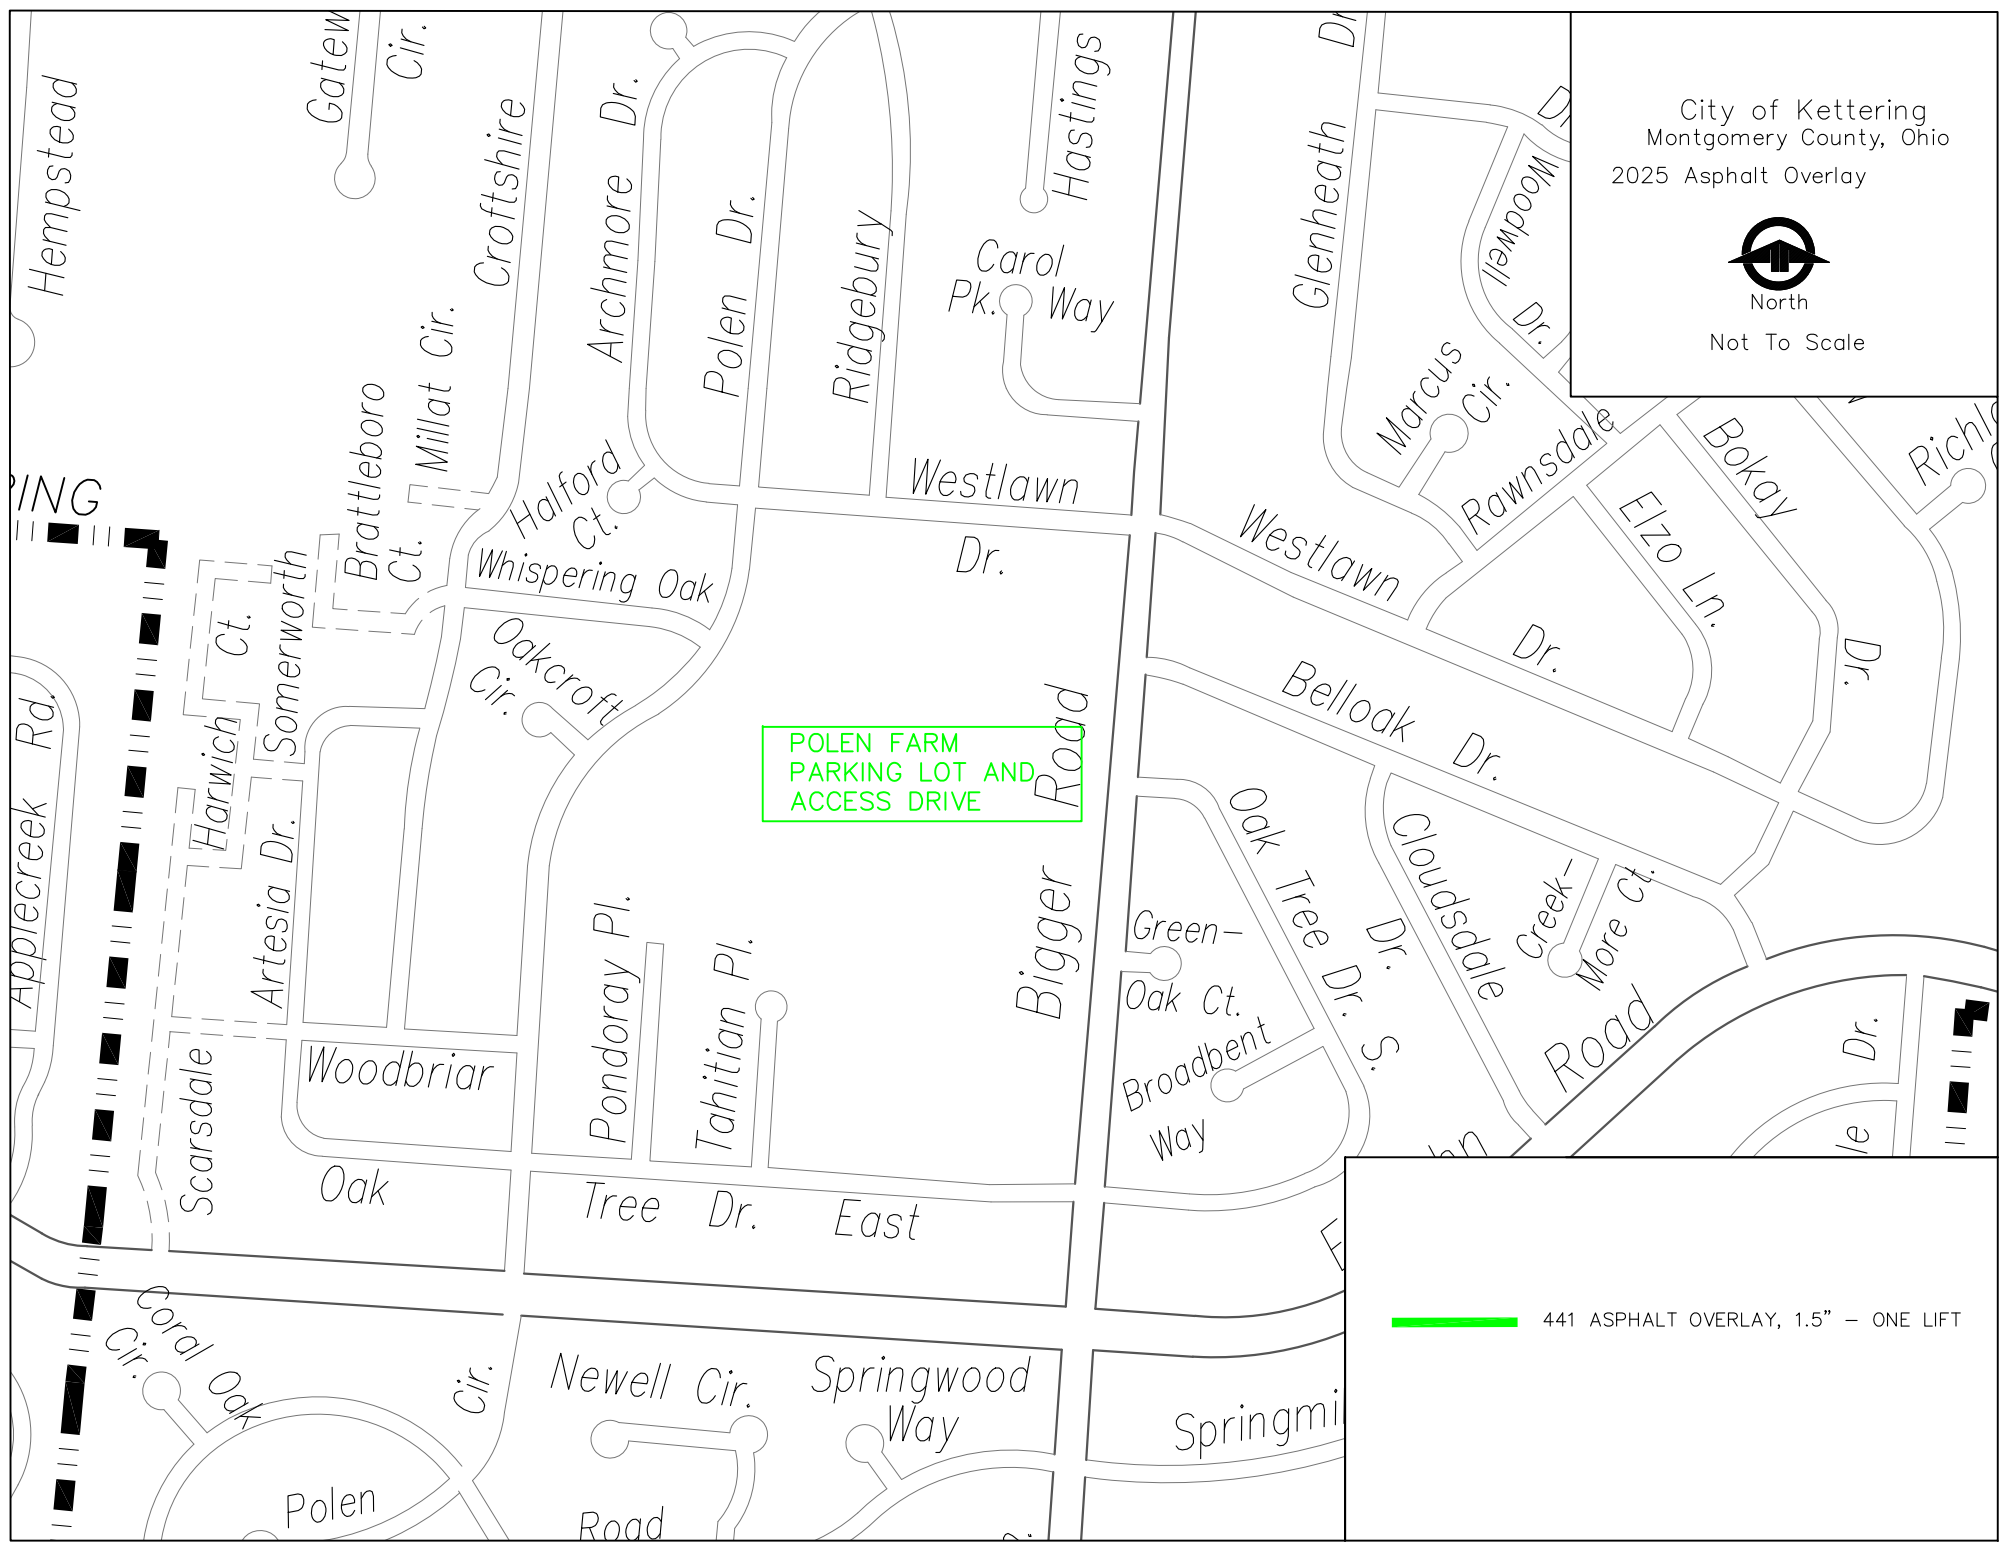 City of Kettering
Montgomery County, Ohio
2025 Asphalt Overlay
North
Not To Scale
Hempstead
Cir.
Croftshire
Archmore Dr.
Polen Dr.
Ridgebury
Hastings
Carol
Pk. Way
Glenheath Dr
Woodwell
Dr.
Marcus
Cir.
Rawnsdale
Bokay
Dr.
Elzo Ln.
Millat Cir.
Brattleboro
Ct.
Halford
Ct.
Westlawn
Dr.
Westlawn
Dr.
Whispering Oak
Oakcroft
Cir.
Somerworth
Ct.
Harwich
Applecreek Rd.
Artesia Dr.
POLEN FARM
PARKING LOT AND
ACCESS DRIVE
Bigger Road
Belloak Dr.
Oak Tree Dr. S.
Cloudsdale
Dr.
Creek-
More Ct.
Green-
Oak Ct.
Broadbent
Way
Road
Dr.
Pondoray Pl.
Tahitian Pl.
Woodbriar
Scarsdale
Oak Tree Dr. East
Coral Oak
Cir.
Cir.
Newell Cir.
Springwood
Way
Springmi
Polen
Road
441 ASPHALT OVERLAY, 1.5” – ONE LIFT